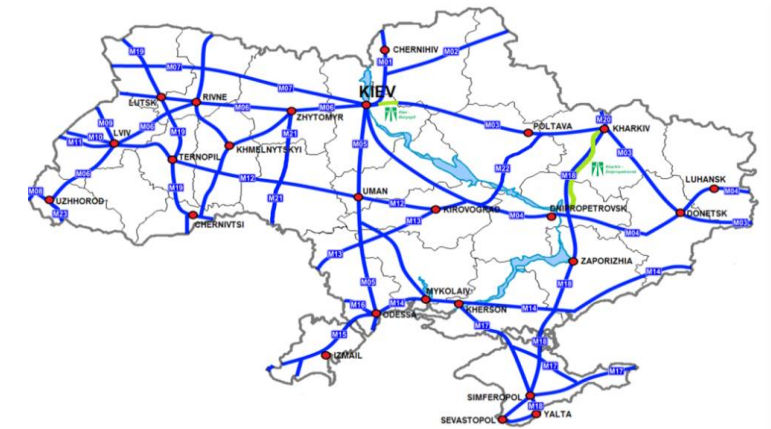 M19
CHERNIHIV
M02
M01
M07
M07
KIEV
LUTSK
RIVNE
M06
M06
M20
ZHYTOMYR
M03
POLTAVA
KHARKIV
M09
M06
M10
LVIV
M11
M19
M21
M05
KHMELNYTSKYI
M03
TERNOPIL
M22
M18
M06
M12
LUHANSK
M08
M19
UMAN
M04
UZHHOROD
M12
M23
M21
KIROVOGRAD
M04
DNIPROPETROVSK
DONETSK
CHERNIVTSI
M13
M03
M04
M13
ZAPORIZHIA
M14
M05
M18
MYKOLAIV
M16
M14
KHERSON
M14
ODESSA
M17
M15
M18
IZMAIL
M17
M17
SIMFEROPOL
M18
SEVASTOPOL
YALTA